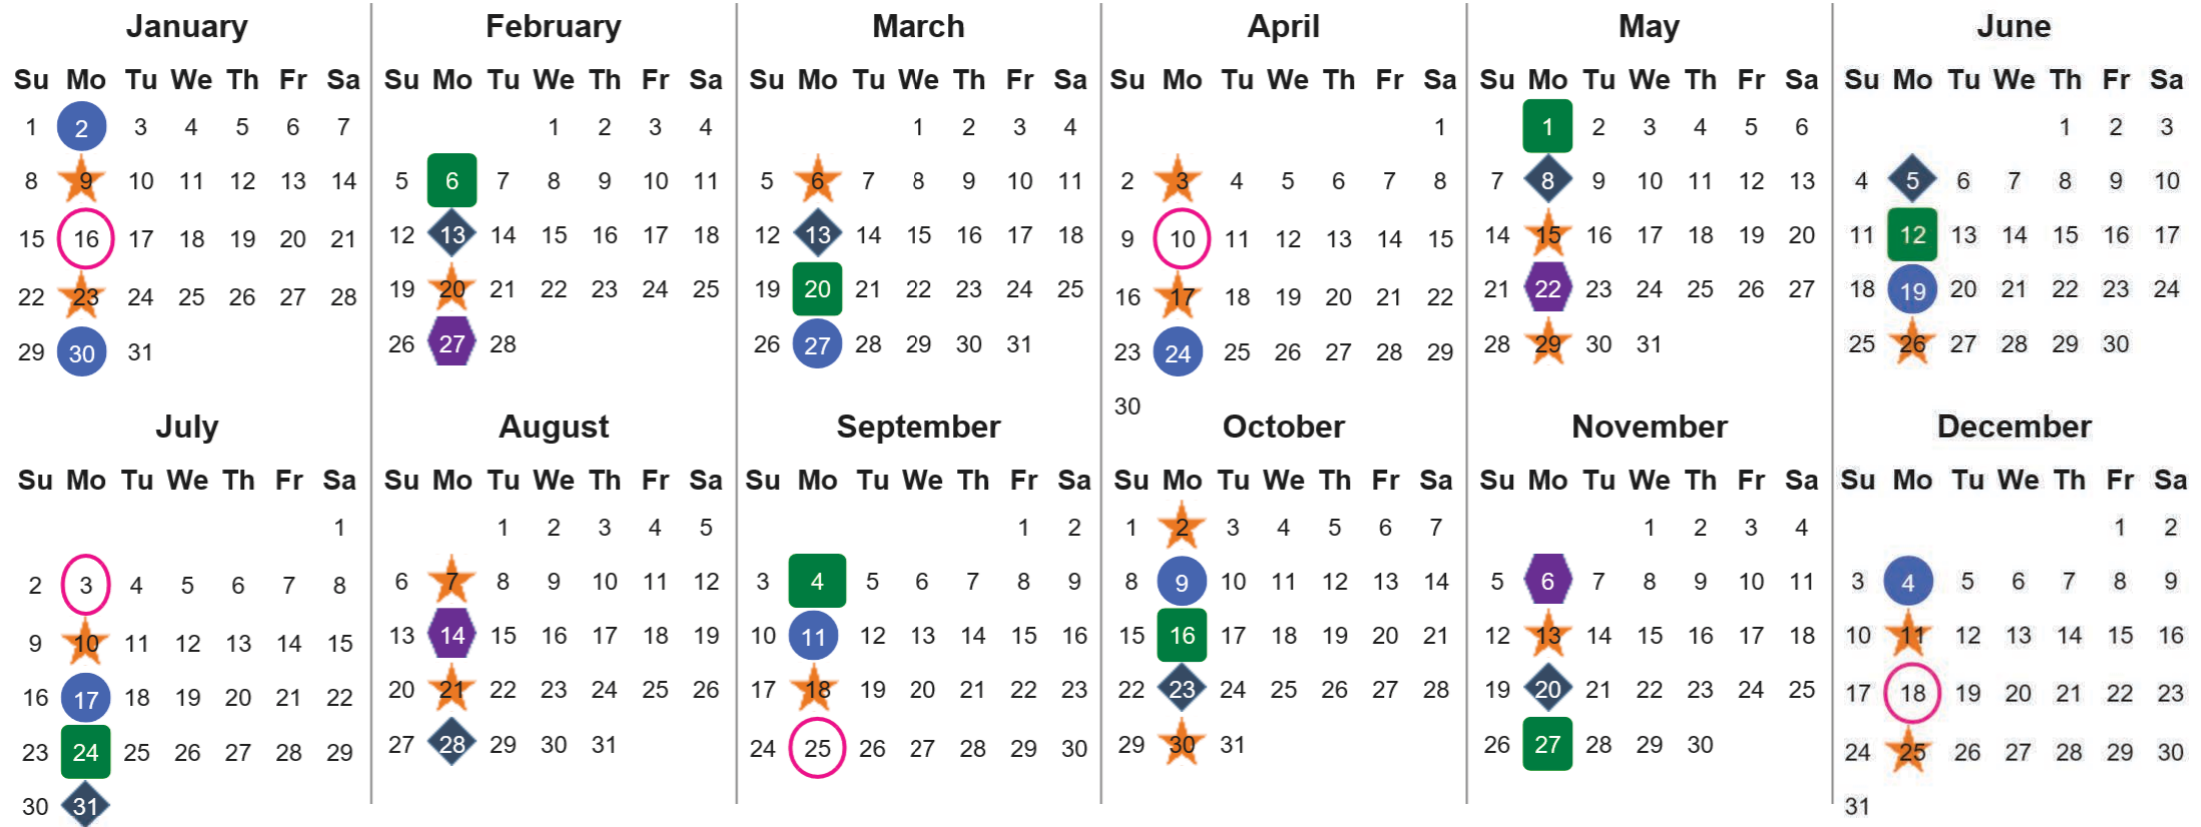 January February March April May June
Su Mo Tu We Th Fr Sa Su Mo Tu We Th Fr Sa Su Mo Tu We Th Fr Sa Su Mo Tu We Th Fr Sa Su Mo Tu We Th Fr Sa Su Mo Tu We Th Fr Sa
1 2 3 4 5 6 7 1 2 3 4 1 2 3 4 1 1 2 3 4 5 6 1 2 3
8 9 10 11 12 13 14 5 6 7 8 9 10 11 5 6 7 8 9 10 11 2 3 4 5 6 7 8 7 8 9 10 11 12 13 4 5 6 7 8 9 10
15 16 17 18 19 20 21 12 13 14 15 16 17 18 12 13 14 15 16 17 18 9 10 11 12 13 14 15 14 15 16 17 18 19 20 11 12 13 14 15 16 17
22 23 24 25 26 27 28 19 20 21 22 23 24 25 19 20 21 22 23 24 25 16 17 18 19 20 21 22 21 22 23 24 25 26 27 18 19 20 21 22 23 24
29 30 31 26 27 28 26 27 28 29 30 31 23 24 25 26 27 28 29 28 29 30 31 25 26 27 28 29 30
30
July August September October November December
Su Mo Tu We Th Fr Sa Su Mo Tu We Th Fr Sa Su Mo Tu We Th Fr Sa Su Mo Tu We Th Fr Sa Su Mo Tu We Th Fr Sa Su Mo Tu We Th Fr Sa
1 1 2 3 4 5 1 2 1 2 3 4 5 6 7 1 2 3 4 1 2
2 3 4 5 6 7 8 6 7 8 9 10 11 12 3 4 5 6 7 8 9 8 9 10 11 12 13 14 5 6 7 8 9 10 11 3 4 5 6 7 8 9
9 10 11 12 13 14 15 13 14 15 16 17 18 19 10 11 12 13 14 15 16 15 16 17 18 19 20 21 12 13 14 15 16 17 18 10 11 12 13 14 15 16
16 17 18 19 20 21 22 20 21 22 23 24 25 26 17 18 19 20 21 22 23 22 23 24 25 26 27 28 19 20 21 22 23 24 25 17 18 19 20 21 22 23
23 24 25 26 27 28 29 27 28 29 30 31 24 25 26 27 28 29 30 29 30 31 26 27 28 29 30 24 25 26 27 28 29 30
30 31 31